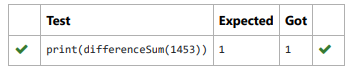 Test Expected Got
print(differenceSum(1453)) 1 1